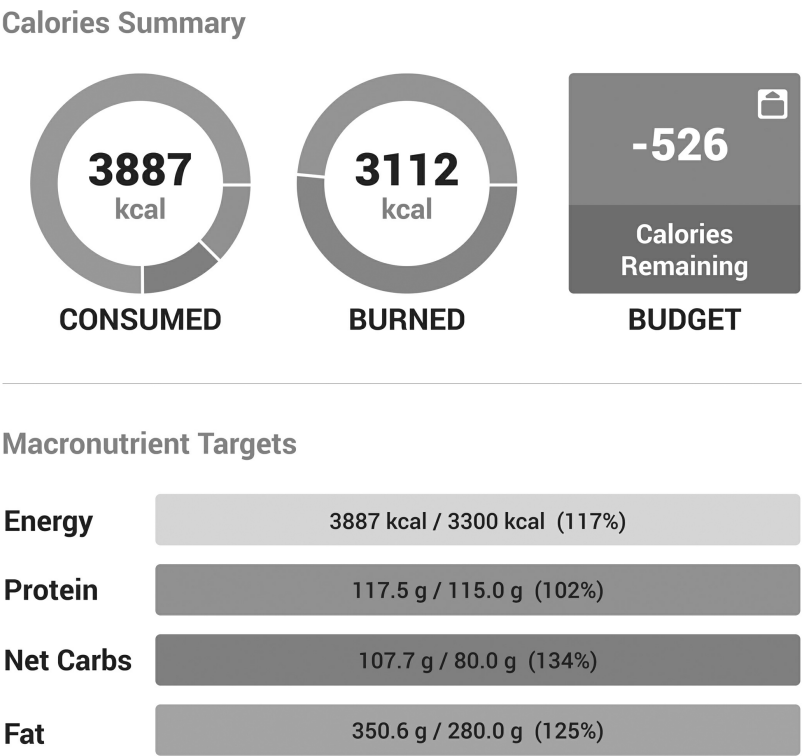 Calories Summary
3887
kcal
3112
kcal
-526
Calories
Remaining
CONSUMED
BURNED
BUDGET
Macronutrient Targets
Energy
3887 kcal / 3300 kcal (117%)
Protein
117.5 g / 115.0 g (102%)
Net Carbs
107.7 g / 80.0 g (134%)
Fat
350.6 g / 280.0 g (125%)